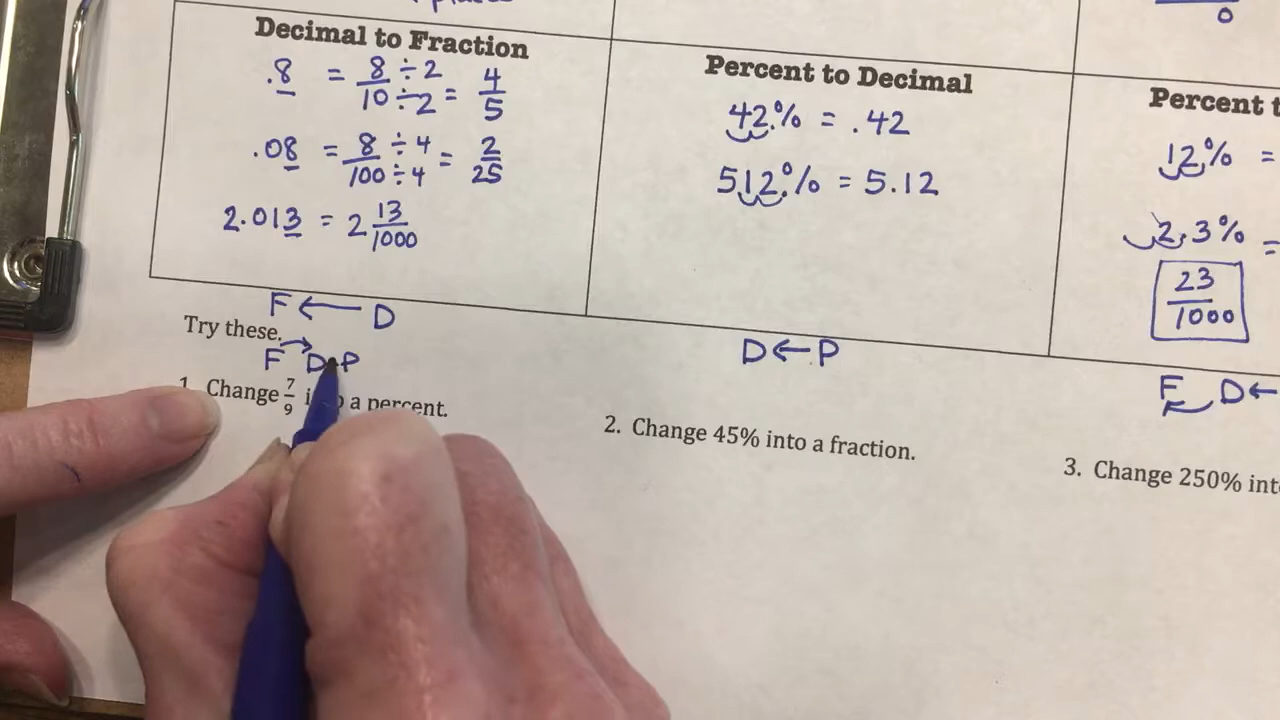 Decimal to Fraction
.8 = 8/10 ÷2/÷2 = 4/5
.08 = 8/100 ÷4/÷4 = 2/25
2.013 = 2 13/1000
F ← D
Percent to Decimal
42.% = .42
512.% = 5.12
D ← P
Percent t
12% =
2.3% =
23/1000
F D ←
0
Try these.
F → D P
1. Change 7/9 a percent.
2. Change 45% into a fraction.
3. Change 250% int